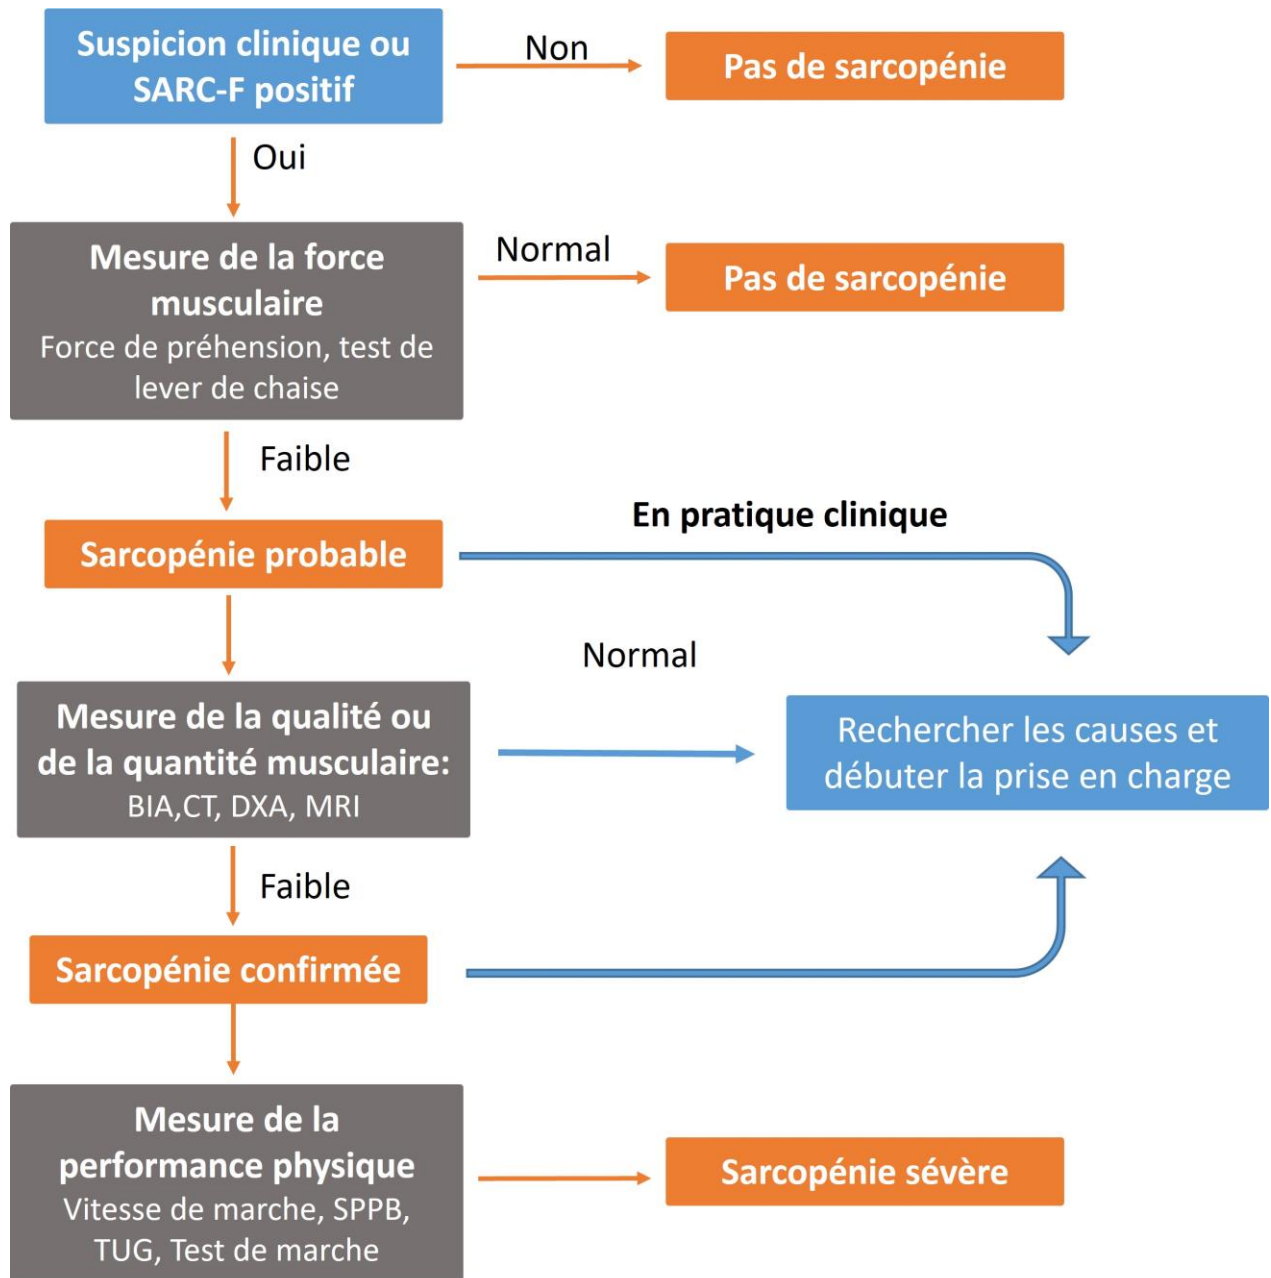 Suspicion clinique ou
SARC-F positif
Non
Pas de sarcopénie
Oui
Mesure de la force
musculaire
Force de préhension, test de
lever de chaise
Normal
Pas de sarcopénie
Faible
Sarcopénie probable
En pratique clinique
Mesure de la qualité ou
de la quantité musculaire:
BIA,CT, DXA, MRI
Normal
Rechercher les causes et
débuter la prise en charge
Faible
Sarcopénie confirmée
Mesure de la
performance physique
Vitesse de marche, SPPB,
TUG, Test de marche
Sarcopénie sévère